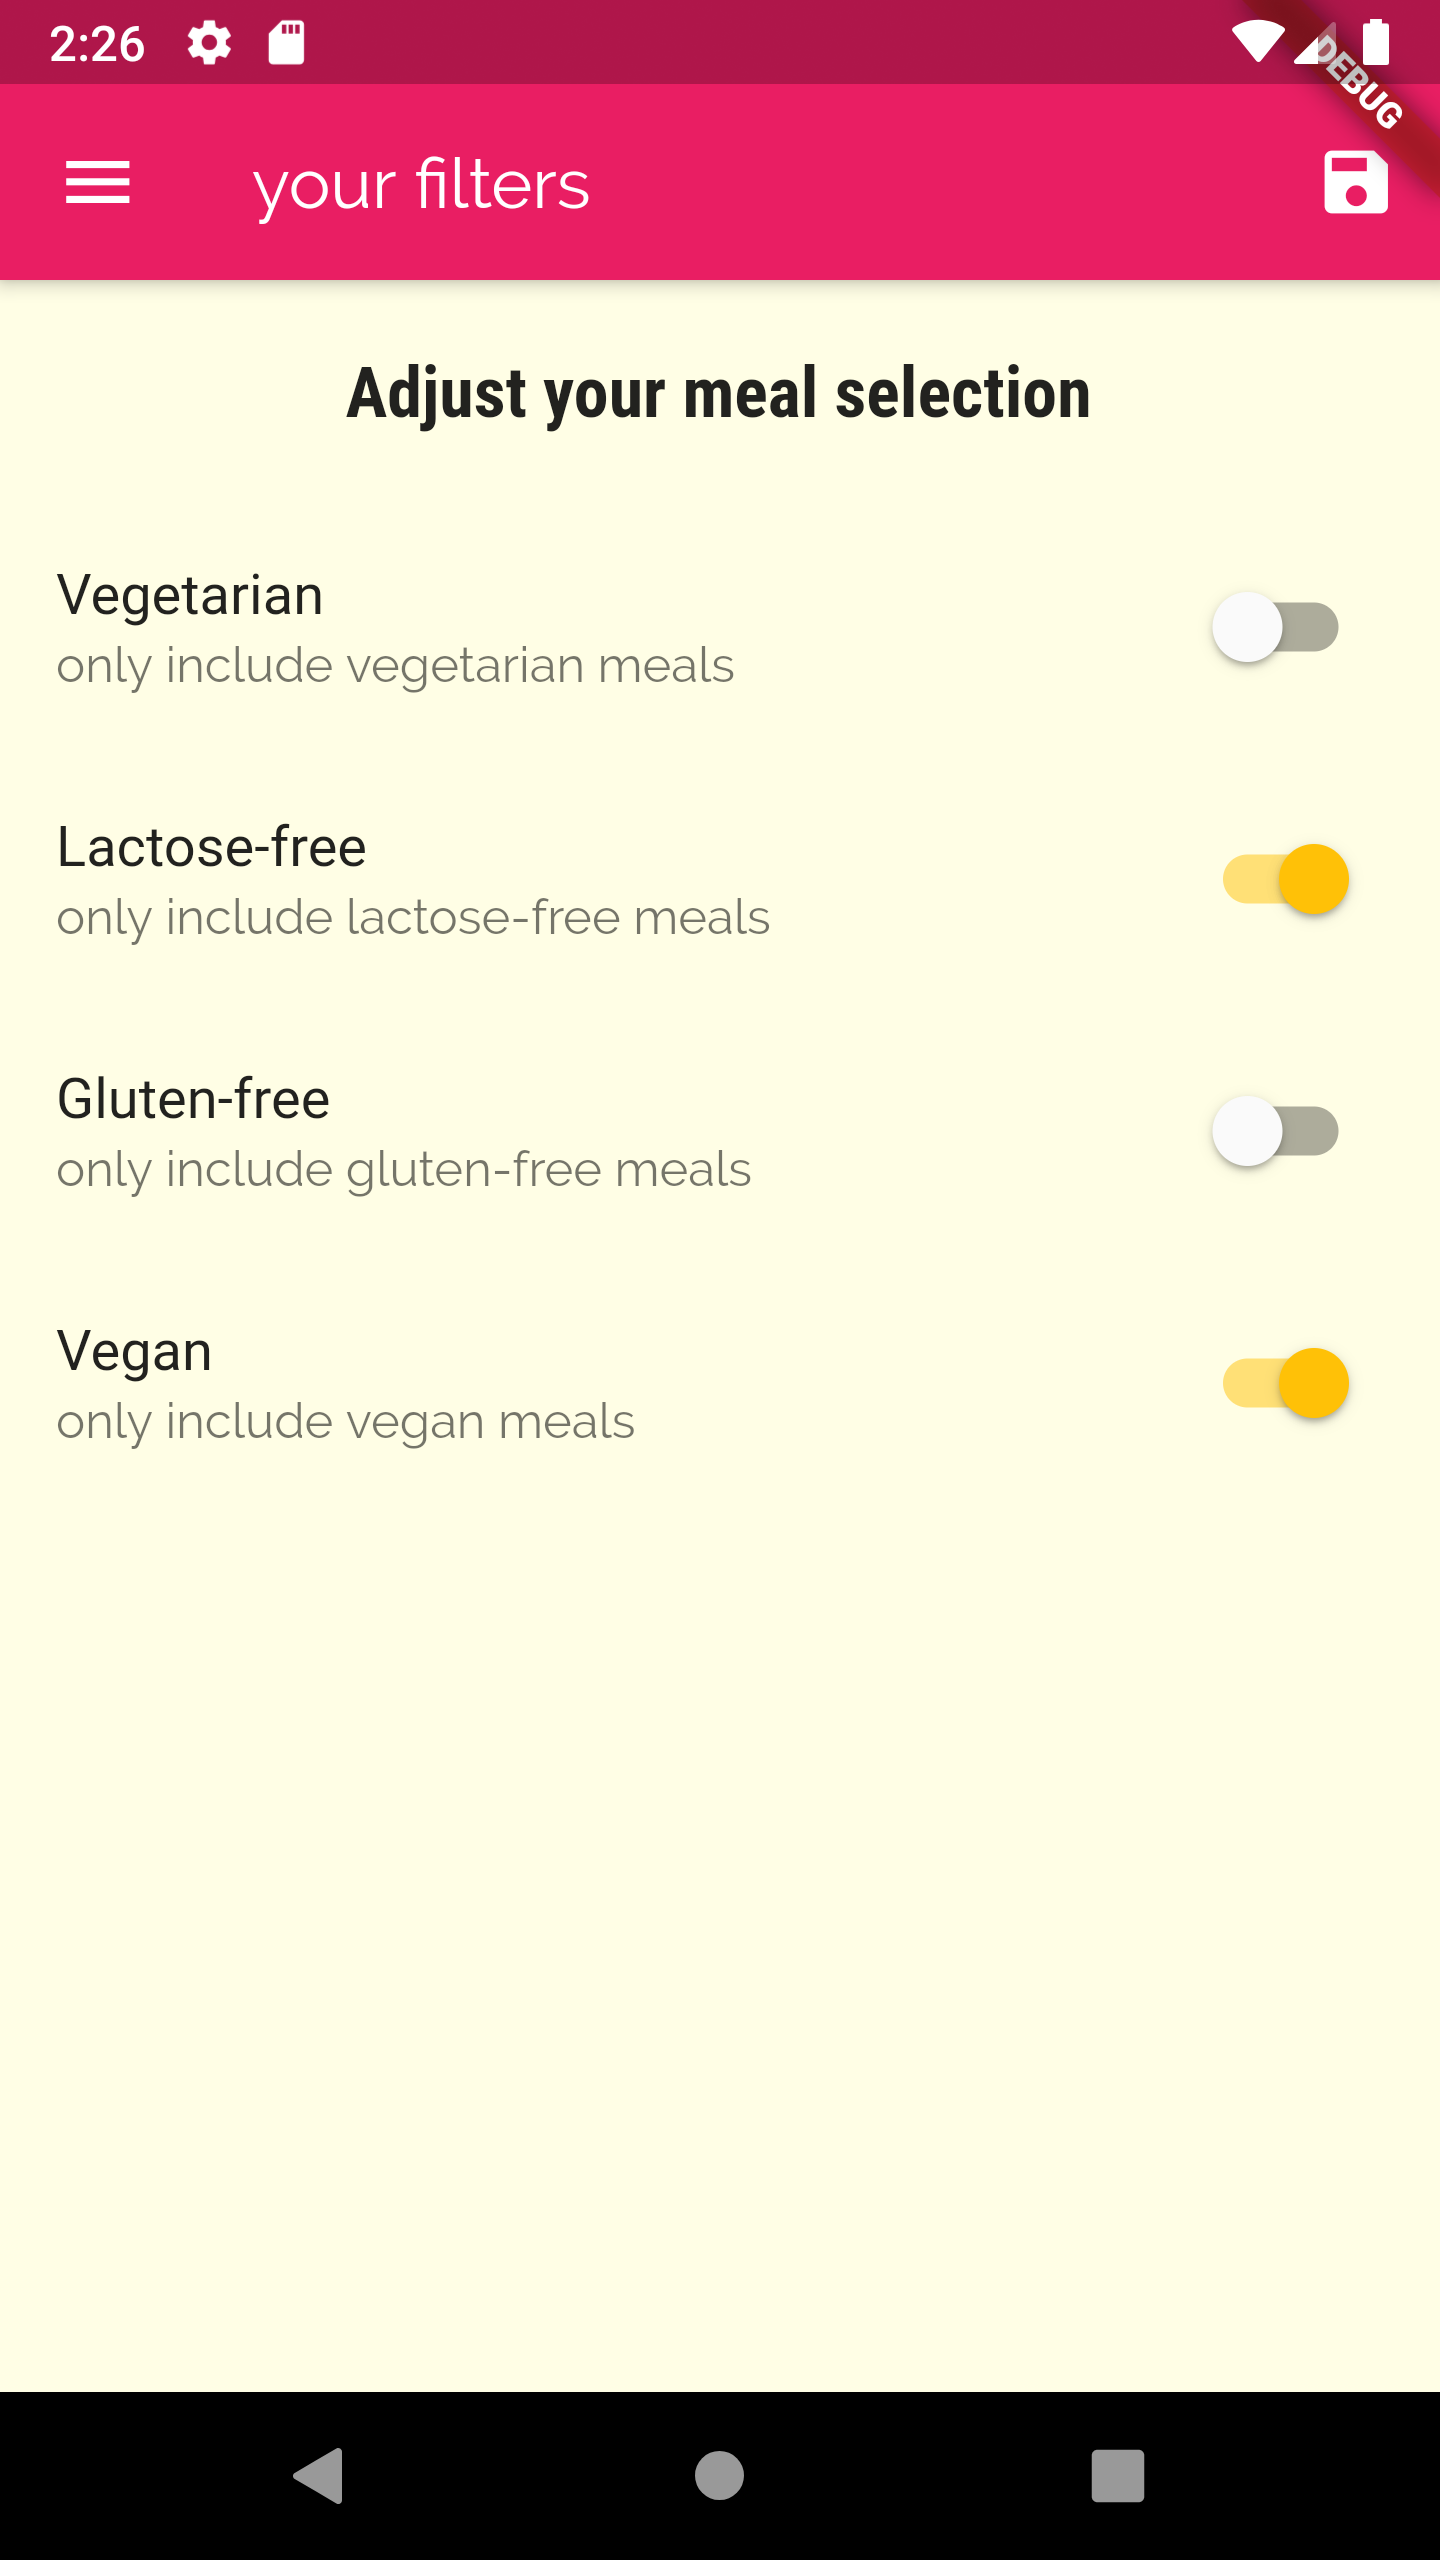 2:26
DEBUG
your filters
Adjust your meal selection
Vegetarian
only include vegetarian meals
Lactose-free
only include lactose-free meals
Gluten-free
only include gluten-free meals
Vegan
only include vegan meals